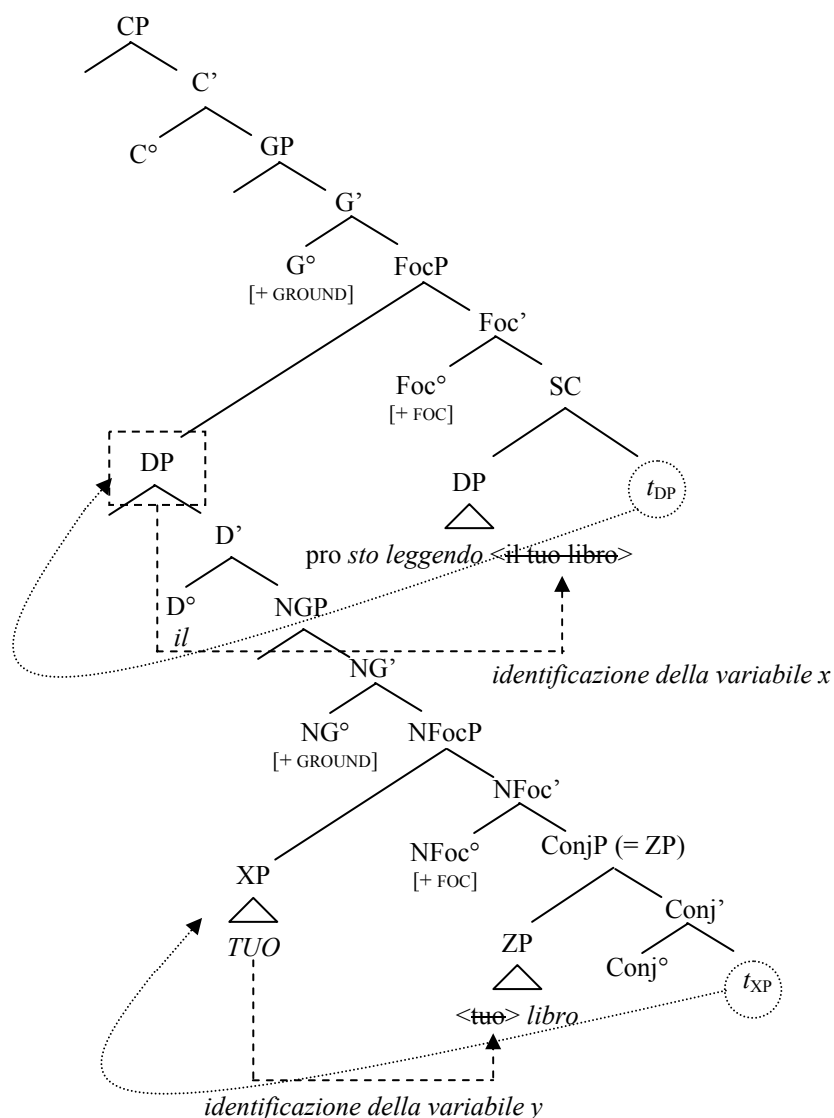 CP
C’
C°
GP
G’
G°
FocP
[+ GROUND]
Foc’
Foc°
SC
[+ FOC]
DP
DP
tDP
D’
pro sto leggendo <il tuo libro>
D°
NGP
il
NG’
identificazione della variabile x
NG°
NFocP
[+ GROUND]
NFoc’
NFoc°
ConjP (= ZP)
XP
[+ FOC]
Conj’
TUO
ZP
Conj°
tXP
<tuo> libro
identificazione della variabile y